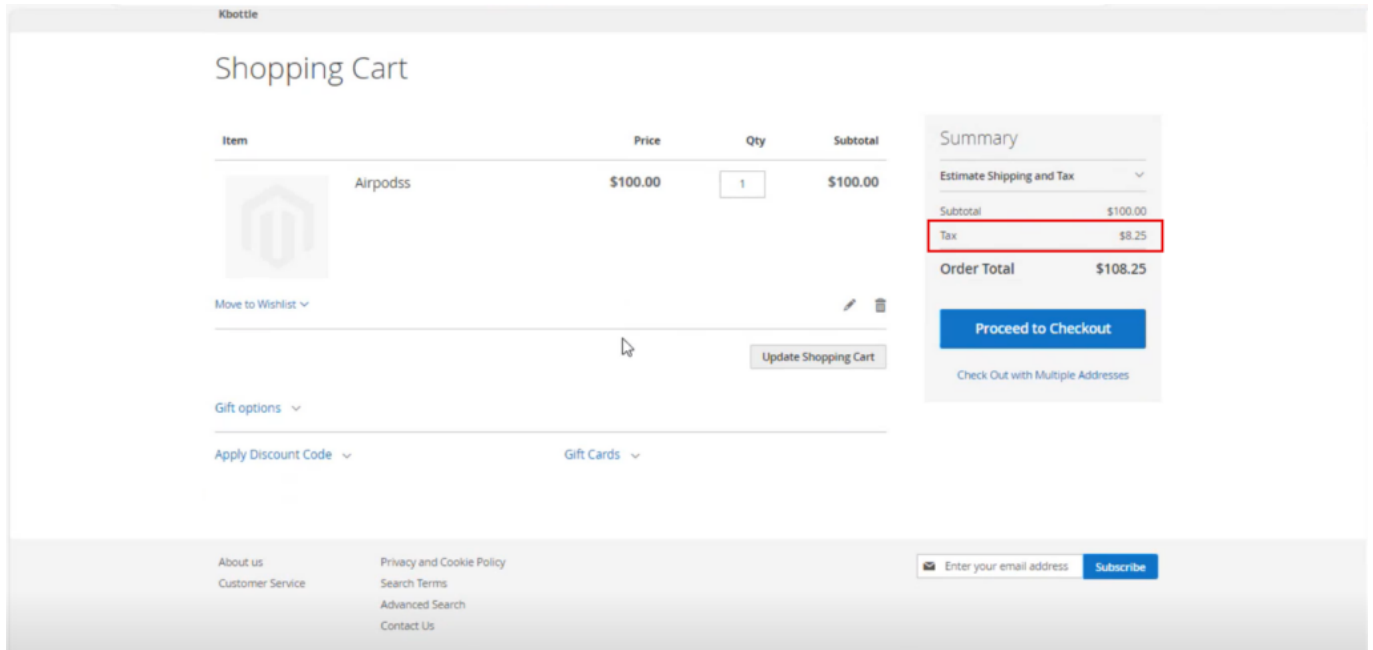 Kbottle
Shopping Cart
Item Price Qty Subtotal
Airpodss $100.00 1 $100.00
Move to Wishlist
Update Shopping Cart
Gift options
Apply Discount Code Gift Cards
Summary
Estimate Shipping and Tax
Subtotal $100.00
Tax $8.25
Order Total $108.25
Proceed to Checkout
Check Out with Multiple Addresses
About us
Customer Service
Privacy and Cookie Policy
Search Terms
Advanced Search
Contact Us
Enter your email address Subscribe